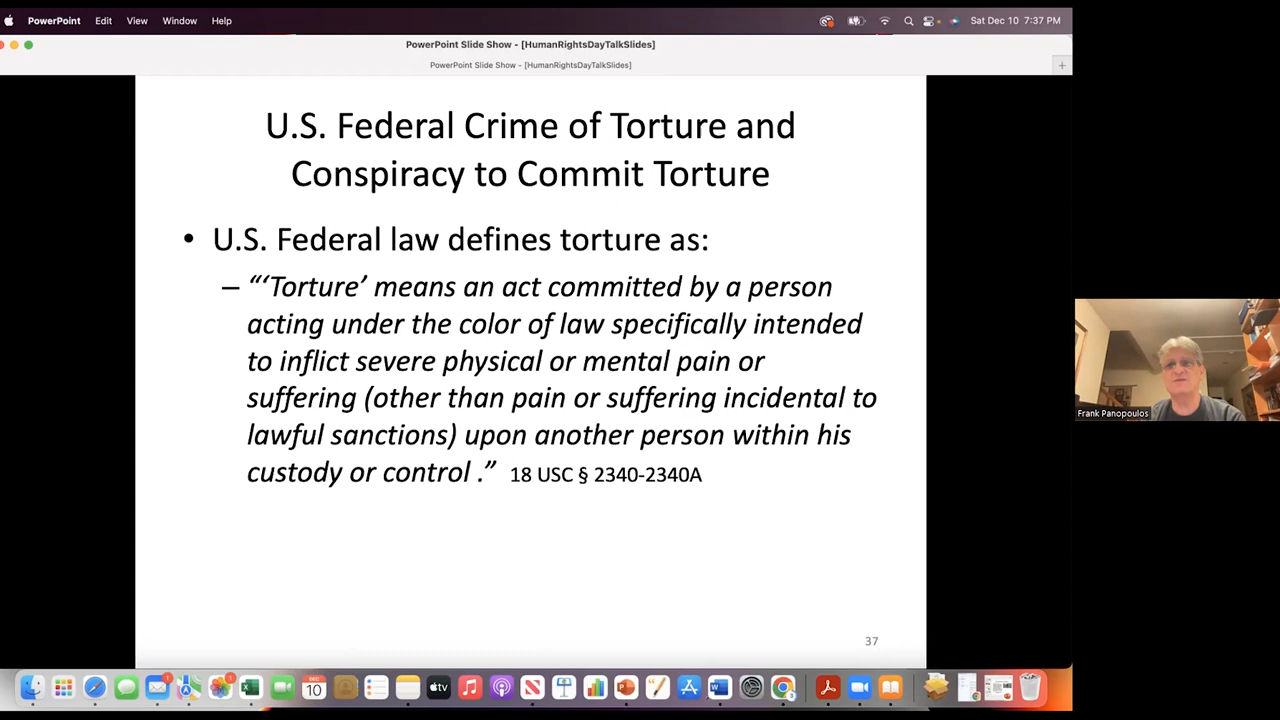 PowerPoint Edit View Window Help Sat Dec 10 7:37 PM
PowerPoint Slide Show - [HumanRightsDayTalkSlides]
PowerPoint Slide Show - [HumanRightsDayTalkSlides]
U.S. Federal Crime of Torture and
Conspiracy to Commit Torture
• U.S. Federal law defines torture as:
– “‘Torture’ means an act committed by a person
acting under the color of law specifically intended
to inflict severe physical or mental pain or
suffering (other than pain or suffering incidental to
lawful sanctions) upon another person within his
custody or control .” 18 USC § 2340-2340A
Frank Panopoulos
37
DEC
10
tv